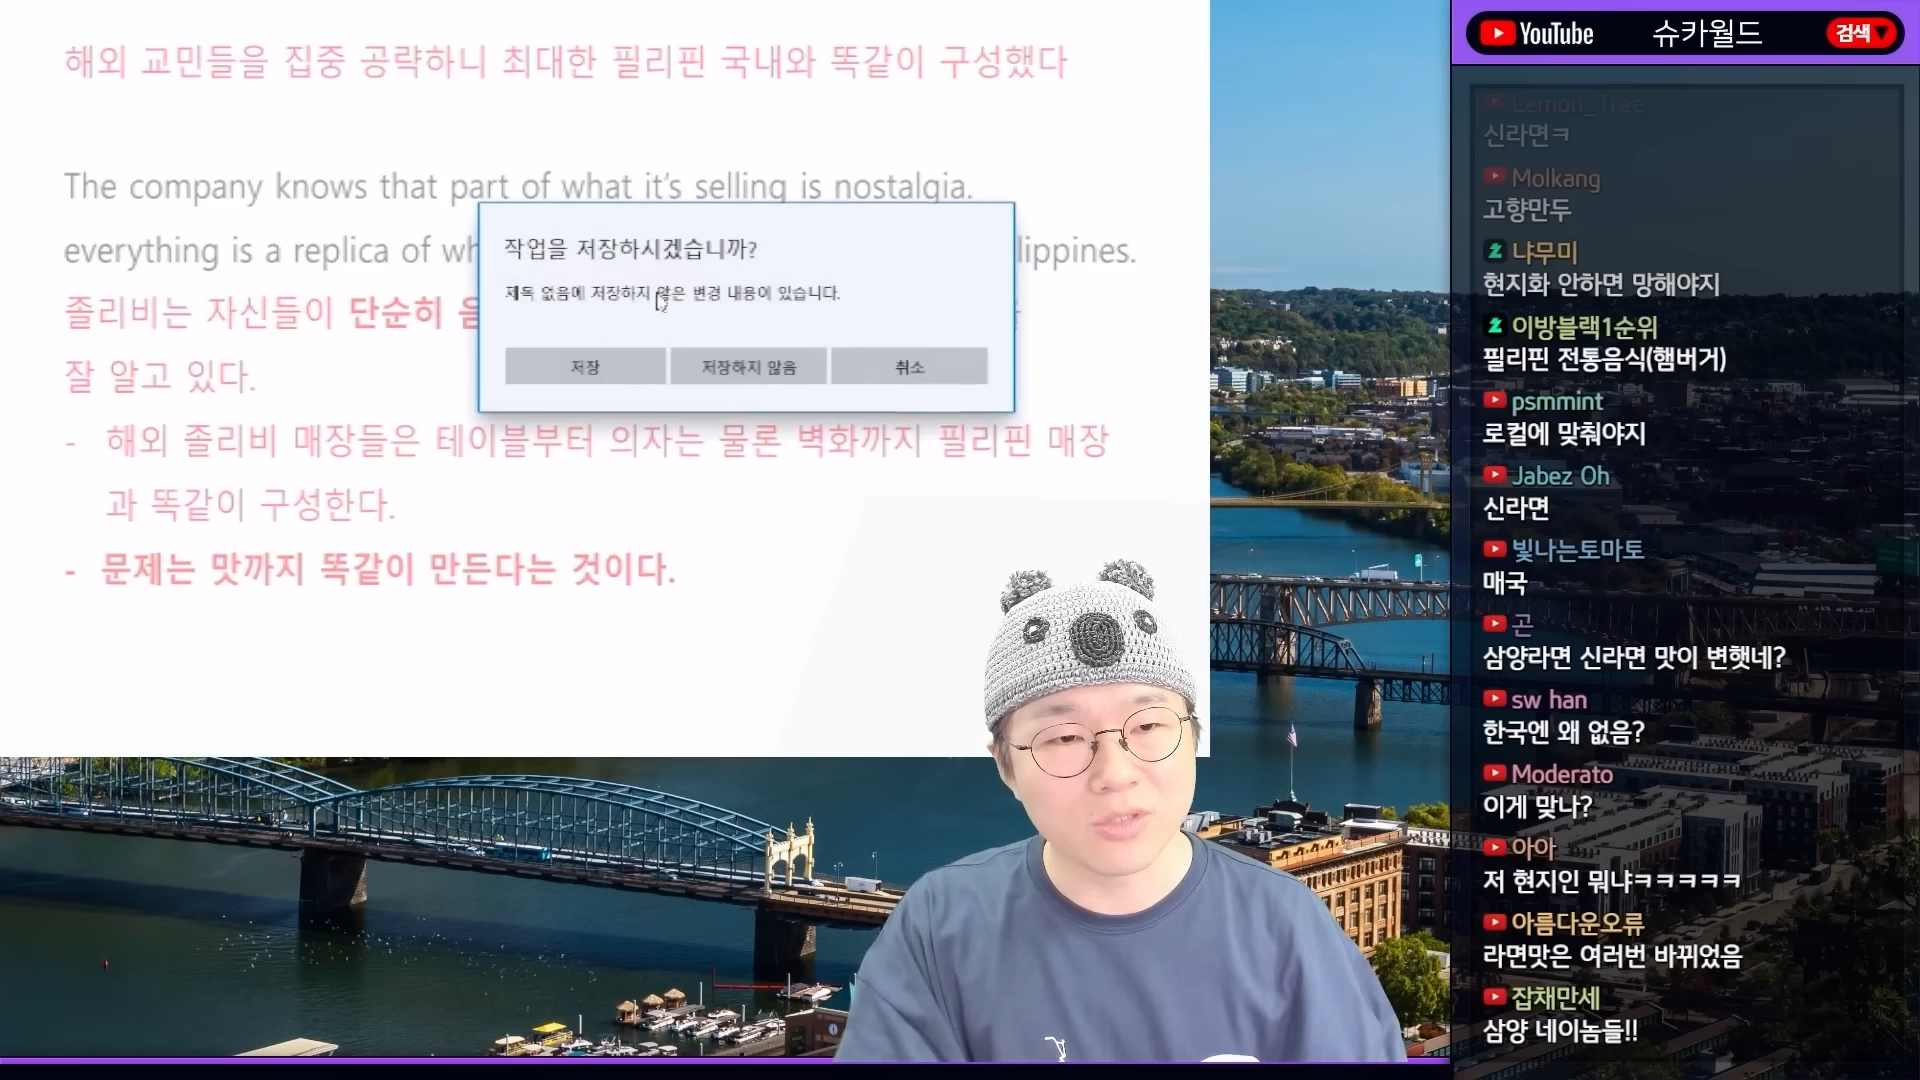 해외 교민들을 집중 공략하니 최대한 필리핀 국내와 똑같이 구성했다
The company knows that part of what it's selling is nostalgia.
everything is a replica of wh
lippines.
졸리비는 자신들이 단순히 음
잘 알고 있다.
- 해외 졸리비 매장들은 테이블부터 의자는 물론 벽화까지 필리핀 매장
과 똑같이 구성한다.
- 문제는 맛까지 똑같이 만든다는 것이다.
작업을 저장하시겠습니까?
제목 없음에 저장하지 않은 변경 내용이 있습니다.
저장
저장하지 않음
취소
YouTube 슈카월드 검색
Lemon_Tree
신라면ㅋ
Molkang
고향만두
냐무미
현지화 안하면 망해야지
이방블랙1순위
필리핀 전통음식(햄버거)
psmmint
로컬에 맞춰야지
Jabez Oh
신라면
빛나는토마토
매국
곤
삼양라면 신라면 맛이 변햇네?
sw han
한국엔 왜 없음?
Moderato
이게 맞나?
아아
저 현지인 뭐냐ㅋㅋㅋㅋㅋ
아름다운오류
라면맛은 여러번 바뀌었음
잡채만세
삼양 네이놈들!!